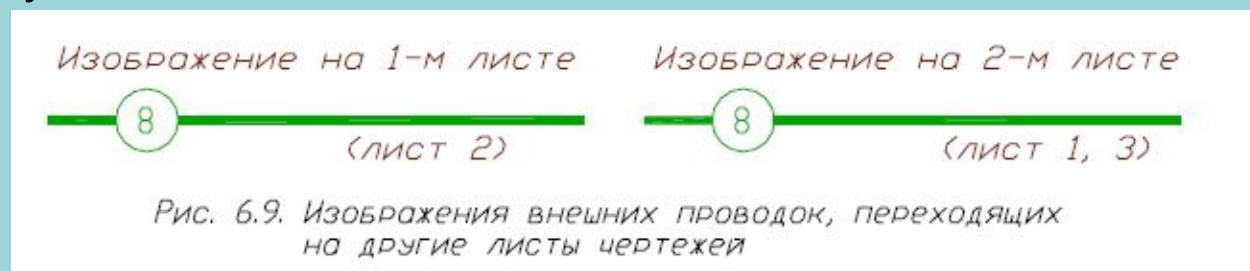 Изображение на 1-м листе
Изображение на 2-м листе
8
8
(лист 2)
(лист 1, 3)
Рис. 6.9. Изображения внешних проводок, переходящих
на другие листы чертежей